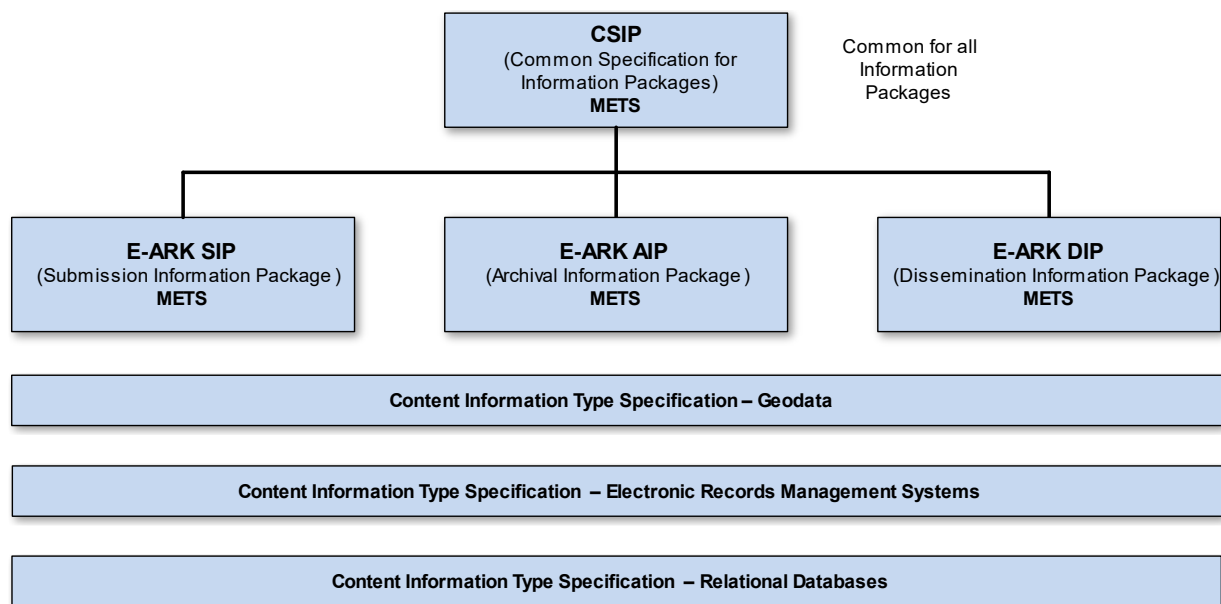 CSIP
(Common Specification for
Information Packages)
METS
Common for all
Information
Packages
E-ARK SIP
(Submission Information Package)
METS
E-ARK AIP
(Archival Information Package)
METS
E-ARK DIP
(Dissemination Information Package)
METS
Content Information Type Specification – Geodata
Content Information Type Specification – Electronic Records Management Systems
Content Information Type Specification – Relational Databases